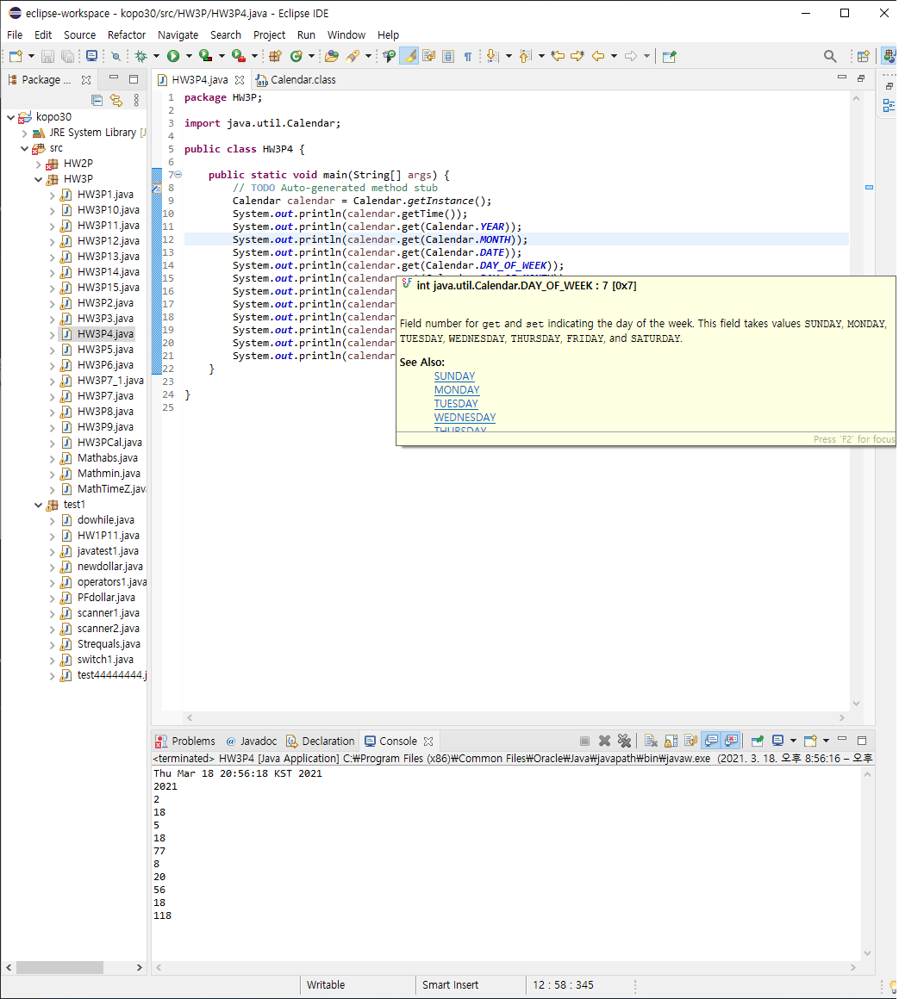 eclipse-workspace - kopo30/src/HW3P/HW3P4.java - Eclipse IDE
File Edit Source Refactor Navigate Search Project Run Window Help
Package ...
HW3P4.java
Calendar.class
kopo30
JRE System Library [J
src
HW2P
HW3P
HW3P1.java
HW3P10.java
HW3P11.java
HW3P12.java
HW3P13.java
HW3P14.java
HW3P15.java
HW3P2.java
HW3P3.java
HW3P4.java
HW3P5.java
HW3P6.java
HW3P7_1.java
HW3P7.java
HW3P8.java
HW3P9.java
HW3PCal.java
Mathabs.java
Mathmin.java
MathTimeZ.jav
test1
dowhile.java
HW1P11.java
javatest1.java
newdollar.java
operators1.java
PFdollar.java
scanner1.java
scanner2.java
Strequals.java
switch1.java
test44444444.j
1 package HW3P;
2
3 import java.util.Calendar;
4
5 public class HW3P4 {
6
7 public static void main(String[] args) {
8 // TODO Auto-generated method stub
9 Calendar calendar = Calendar.getInstance();
10 System.out.println(calendar.getTime());
11 System.out.println(calendar.get(Calendar.YEAR));
12 System.out.println(calendar.get(Calendar.MONTH));
13 System.out.println(calendar.get(Calendar.DATE));
14 System.out.println(calendar.get(Calendar.DAY_OF_WEEK));
15 System.out.println(calendar
16 System.out.println(calendar
17 System.out.println(calendar
18 System.out.println(calendar
19 System.out.println(calendar
20 System.out.println(calendar
21 System.out.println(calendar
22 }
23
24 }
25
int java.util.Calendar.DAY_OF_WEEK : 7 [0x7]
Field number for get and set indicating the day of the week. This field takes values SUNDAY, MONDAY,
TUESDAY, WEDNESDAY, THURSDAY, FRIDAY, and SATURDAY.
See Also:
SUNDAY
MONDAY
TUESDAY
WEDNESDAY
THURSDAY
Press 'F2' for focus
Problems @ Javadoc Declaration Console
<terminated> HW3P4 [Java Application] C:₩Program Files (x86)₩Common Files₩Oracle₩Java₩javapath₩bin₩javaw.exe (2021. 3. 18. 오후 8:56:16 – 오후
Thu Mar 18 20:56:18 KST 2021
2021
2
18
5
18
77
8
20
56
18
118
Writable
Smart Insert
12 : 58 : 345